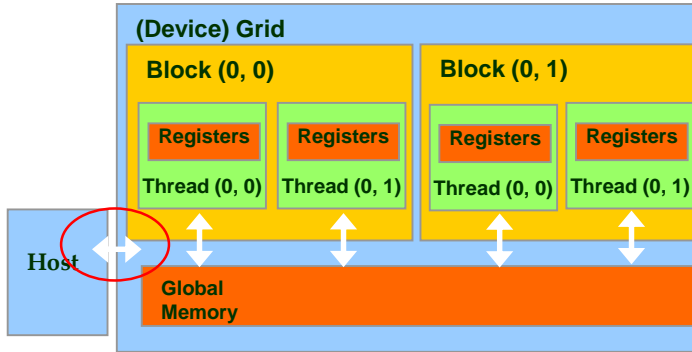 (Device) Grid
Block (0, 0)
Block (0, 1)
Registers
Registers
Registers
Registers
Thread (0, 0)
Thread (0, 1)
Thread (0, 0)
Thread (0, 1)
Host
Global
Memory